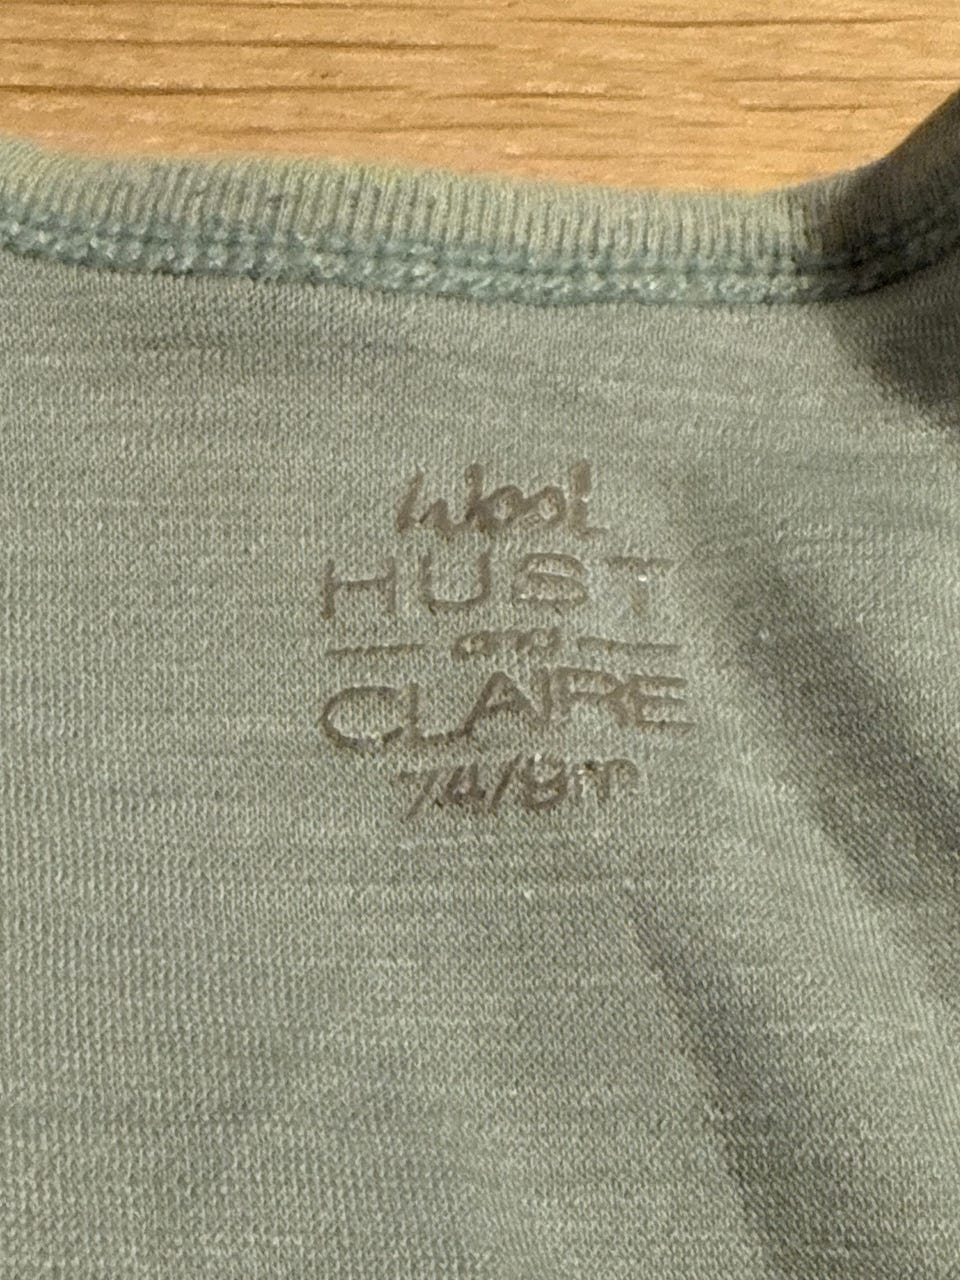 Wool
HUST
and
CLAIRE
74/9m